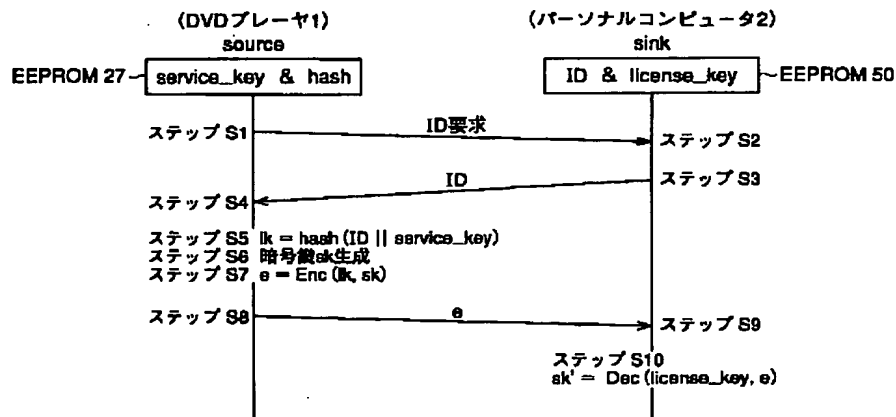 (DVDプレーヤ1)
source
(パーソナルコンピュータ2)
sink
EEPROM 27
service_key & hash
ID & license_key
EEPROM 50
ステップ S1
ID要求
ステップ S2
ID
ステップ S3
ステップ S4
ステップ S5 lk = hash (ID || service_key)
ステップ S6 暗号鍵sk生成
ステップ S7 e = Enc (lk, sk)
ステップ S8
e
ステップ S9
ステップ S10
sk' = Dec (license_key, e)